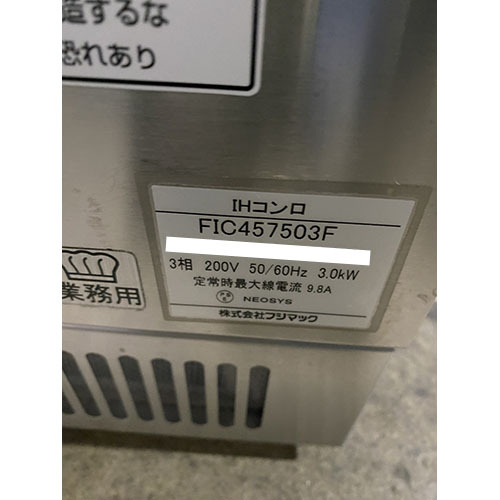 造するな
恐れあり
IHコンロ
FIC457503F
3相 200V 50/60Hz 3.0kW
定常時最大線電流 9.8A
NEOSYS
株式会社フジマック
業務用